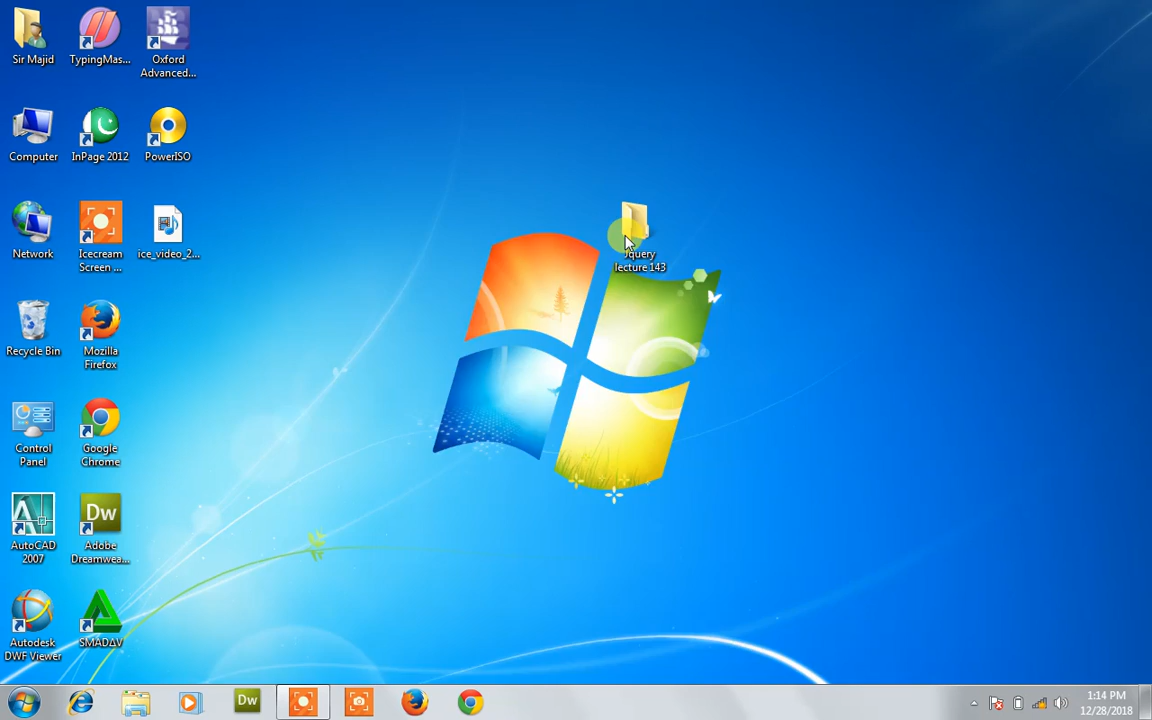 Sir Majid
TypingMas...
Oxford
Advanced...
Computer
InPage 2012
PowerISO
Network
Icecream
Screen ...
ice_video_2...
Jquery
lecture 143
Recycle Bin
Mozilla
Firefox
Control
Panel
Google
Chrome
AutoCAD
2007
Dw
Adobe
Dreamwea...
Autodesk
DWF Viewer
SMADAV
Dw
1:14 PM
12/28/2018